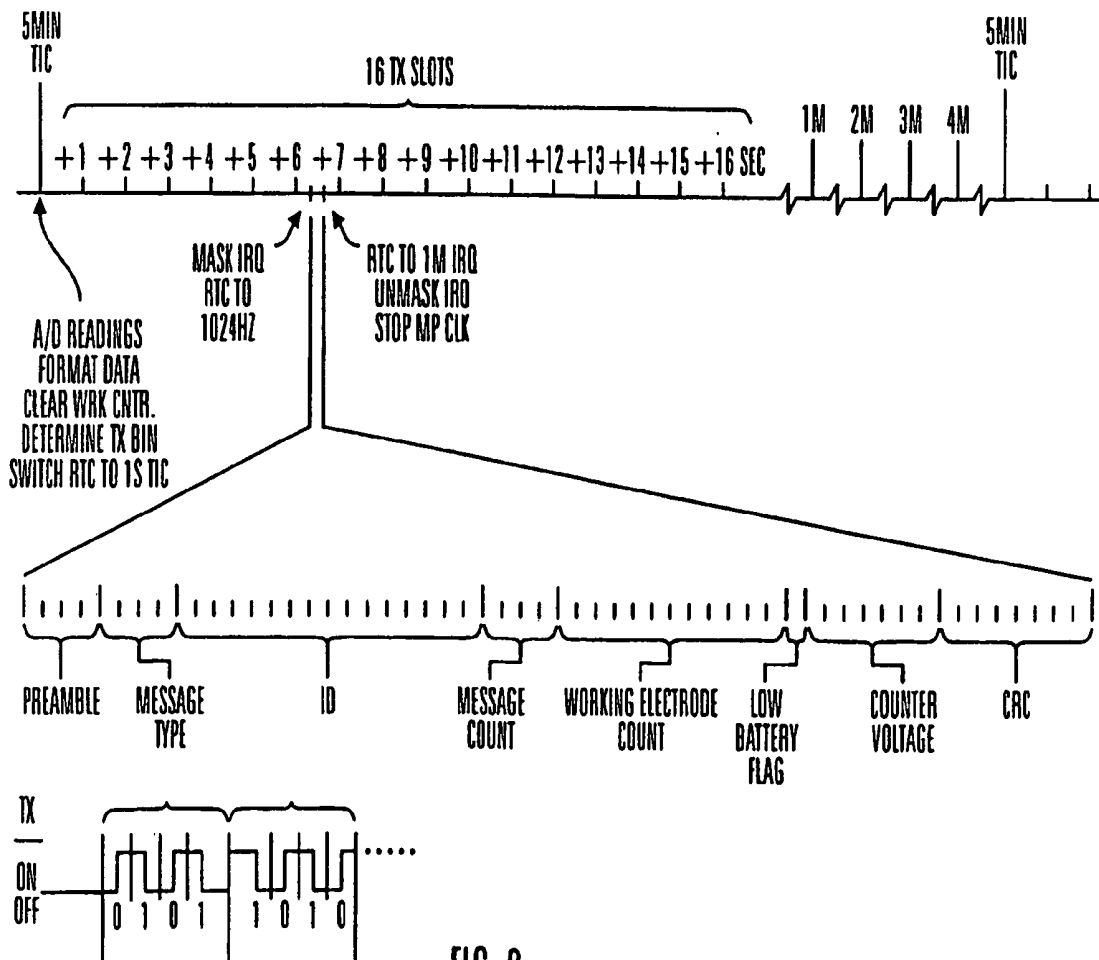 5MIN
TIC
5MIN
TIC
16 TX SLOTS
1M 2M 3M 4M
+1 +2 +3 +4 +5 +6 +7 +8 +9 +10 +11 +12 +13 +14 +15 +16 SEC
MASK IRQ
RTC TO
1024HZ
RTC TO 1M IRQ
UNMASK IRQ
STOP MP CLK
A/D READINGS
FORMAT DATA
CLEAR WRK CNTR.
DETERMINE TX BIN
SWITCH RTC TO 1S TIC
PREAMBLE
MESSAGE
TYPE
ID
MESSAGE
COUNT
WORKING ELECTRODE
COUNT
LOW
BATTERY
FLAG
COUNTER
VOLTAGE
CRC
TX
ON
OFF
0 1 0 1 1 0 1 0